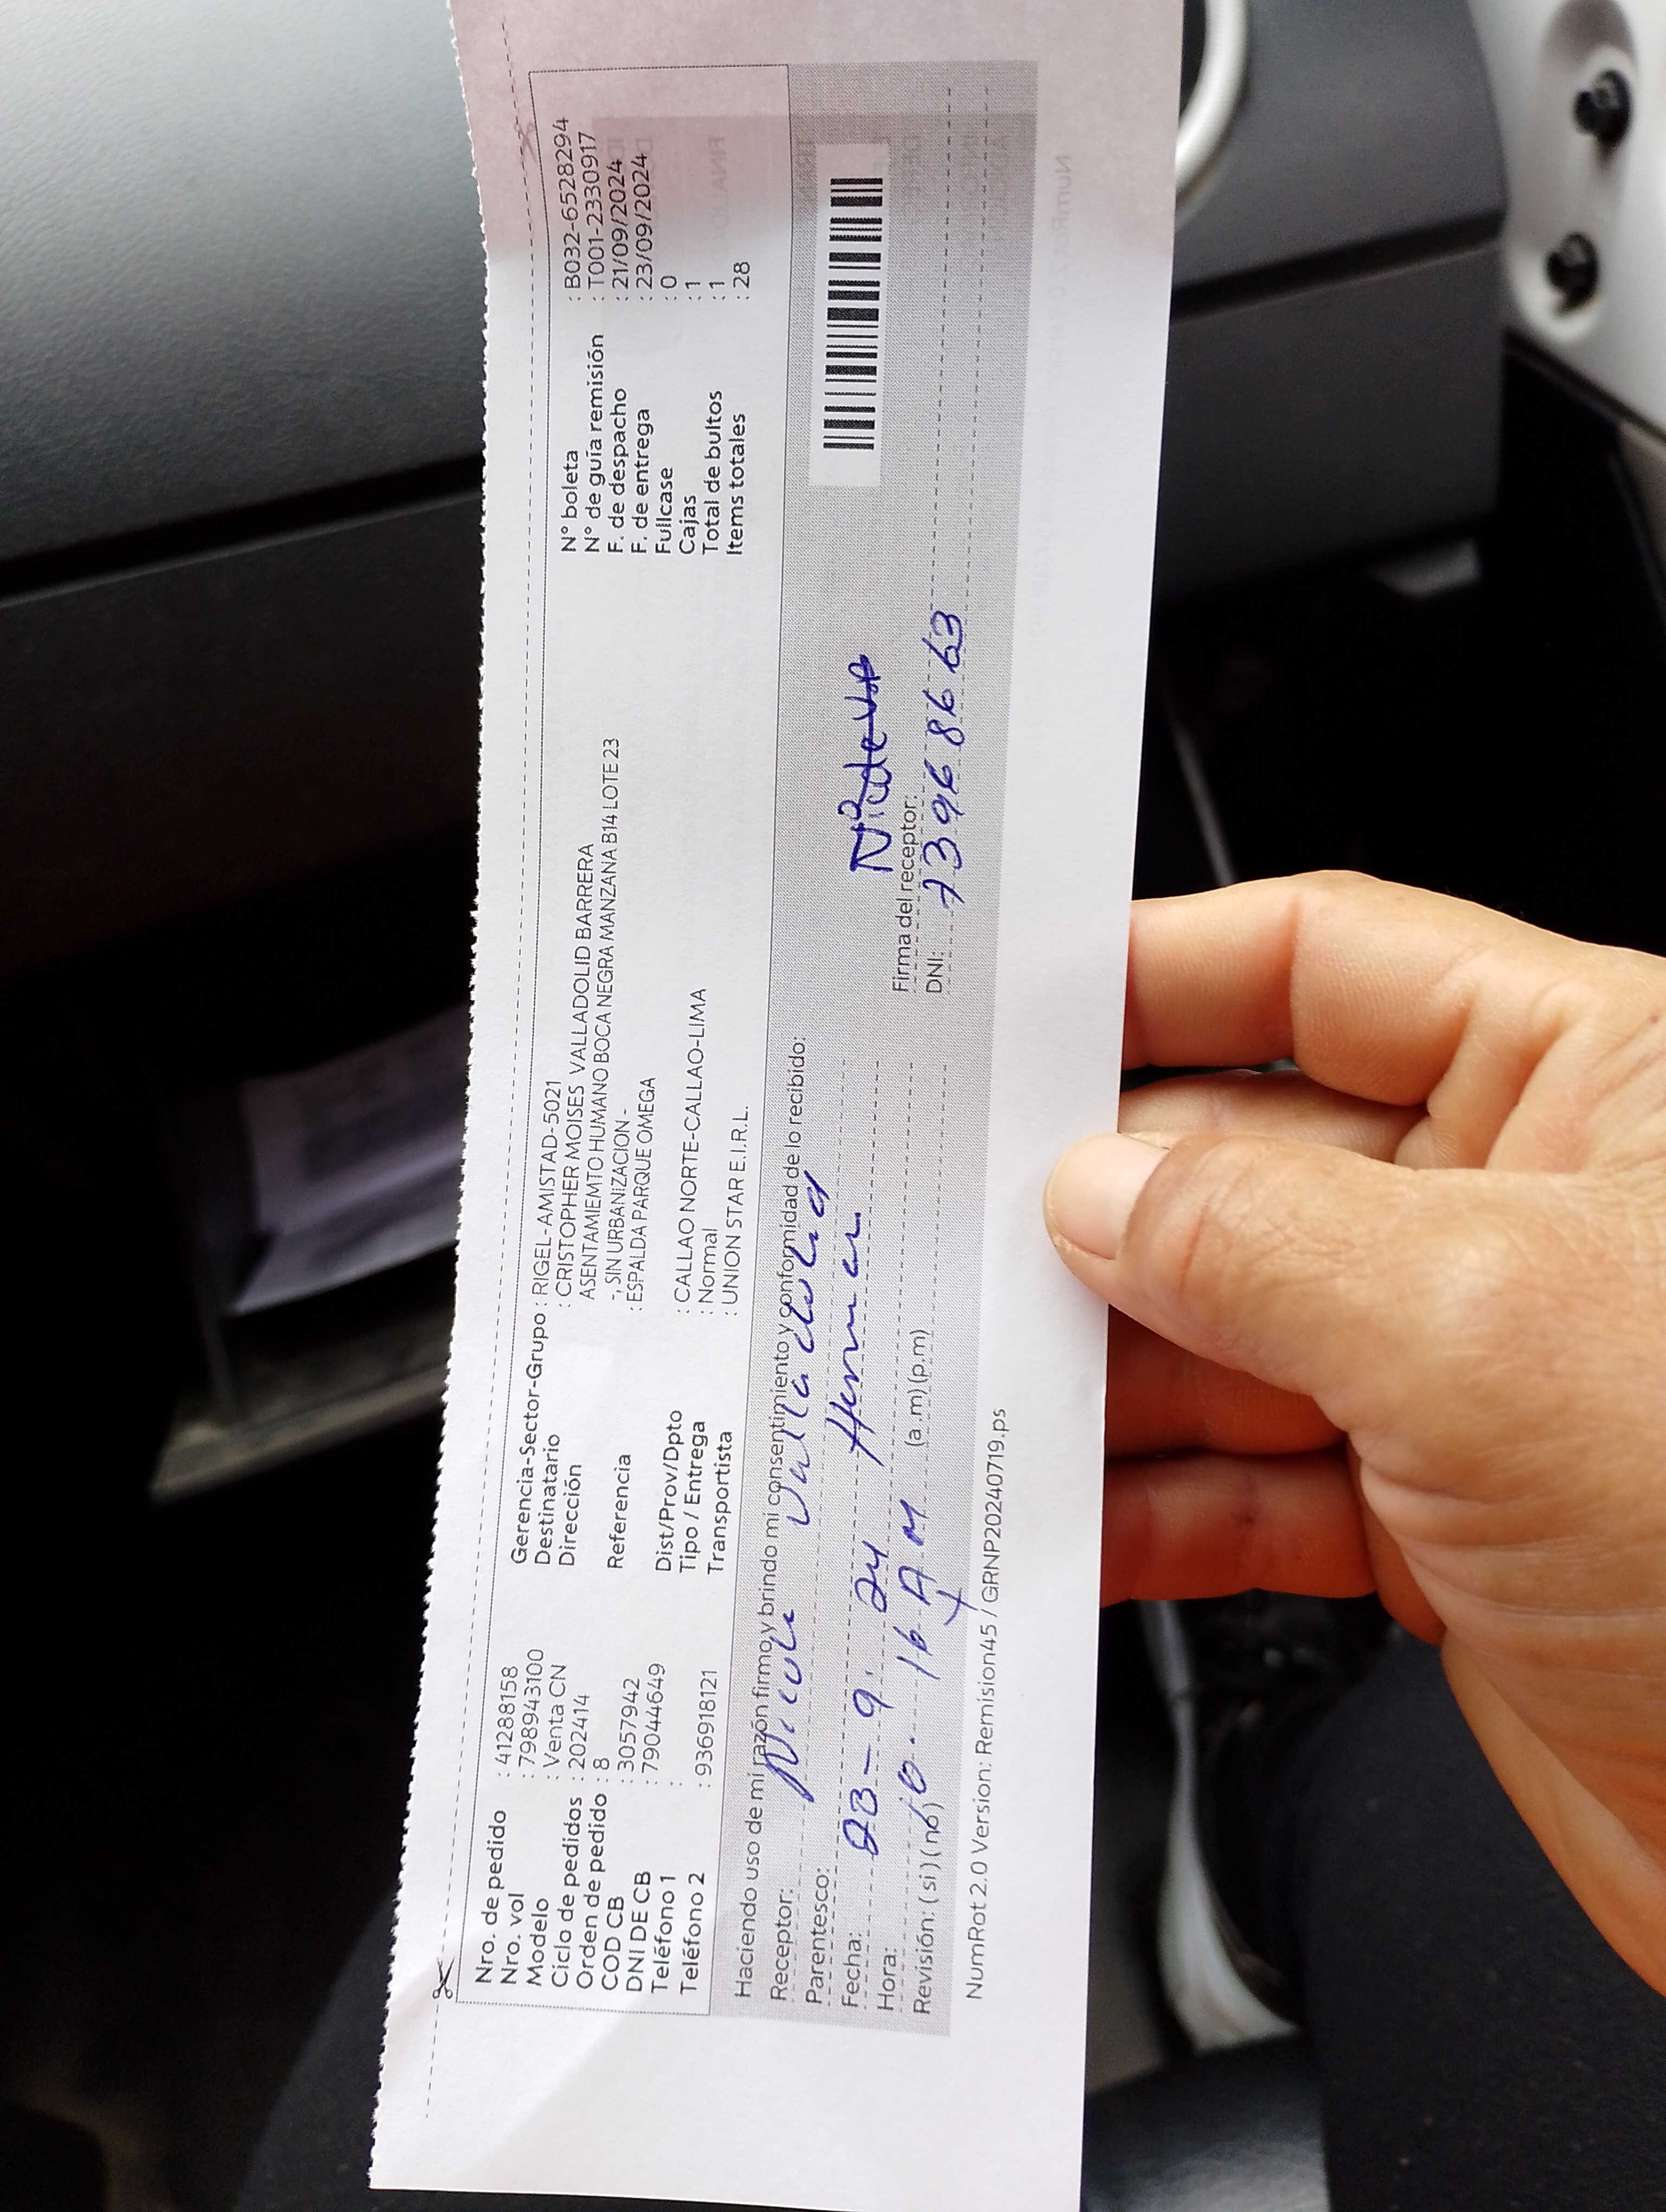 Nro. de pedido : 41288158
Nro. vol : 798943100
Modelo : Venta CN
Ciclo de pedidos : 202414
Orden de pedido : 8
COD CB : 3057942
DNI DE CB : 79044649
Teléfono 1 :
Teléfono 2 : 936918121
Gerencia-Sector-Grupo : RIGEL-AMISTAD-5021
Destinatario : CRISTOPHER MOISES VALLADOLID BARRERA
Dirección ASENTAMIEMTO HUMANO BOCA NEGRA MANZANA B14 LOTE 23
-, SIN URBANIZACION -
Referencia : ESPALDA PARQUE OMEGA
Dist/Prov/Dpto : CALLAO NORTE-CALLAO-LIMA
Tipo / Entrega : Normal
Transportista : UNION STAR E.I.R.L.
N° boleta : B032-6528294
N° de guía remisión : T001-2330917
F. de despacho : 21/09/2024
F. de entrega : 23/09/2024
Fullcase : 0
Cajas : 1
Total de bultos : 1
Items totales : 28
Haciendo uso de mi razón firmo y brindo mi consentimiento y conformidad de lo recibido:
Receptor: Nicole
Parentesco:
Fecha: 23-9-24
Hora: 16 AM (a.m) (p.m)
Revisión: (si) (no)
Firma del receptor:
DNI: 73968663
NumRot 2.0 Version: Remision45 / GRNP20240719.ps